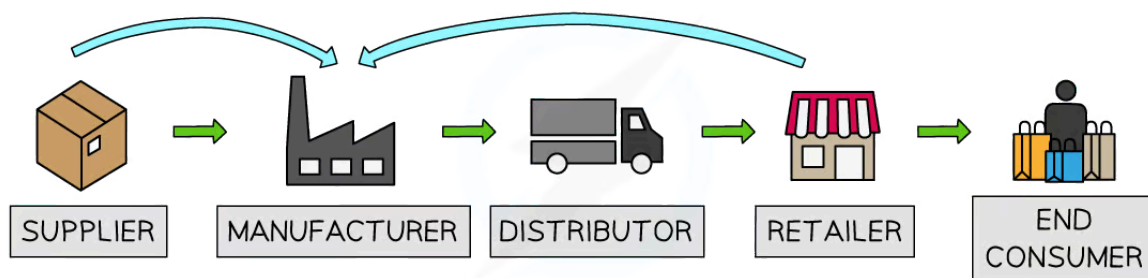 SUPPLIER
MANUFACTURER
DISTRIBUTOR
RETAILER
END
CONSUMER